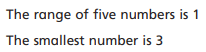 The range of five numbers is 1
The smallest number is 3